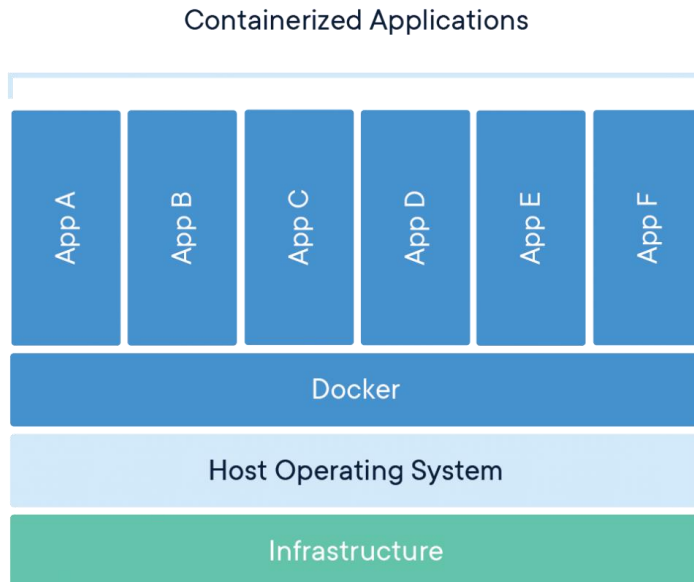 Containerized Applications
App A
App B
App C
App D
App E
App F
Docker
Host Operating System
Infrastructure